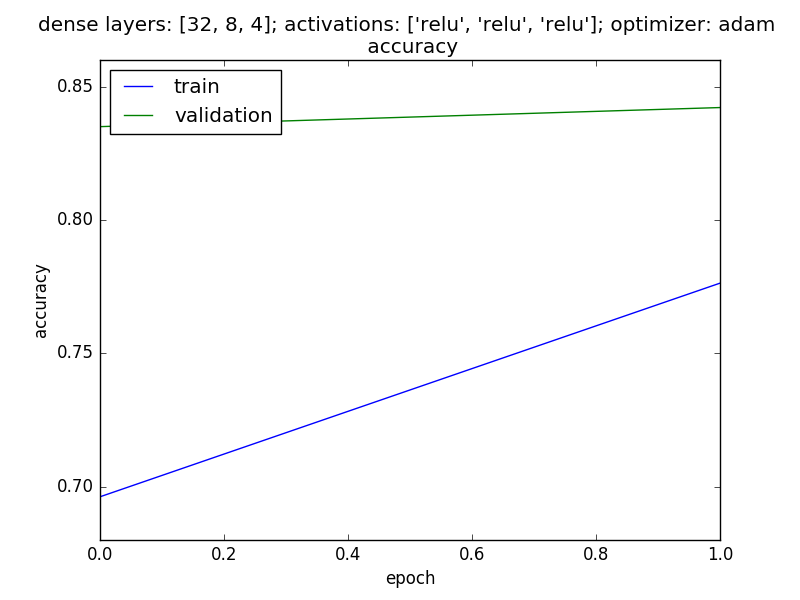 dense layers: [32, 8, 4]; activations: ['relu', 'relu', 'relu']; optimizer: adam
accuracy
train
validation
0.85
0.80
0.75
0.70
accuracy
0.0 0.2 0.4 0.6 0.8 1.0
epoch